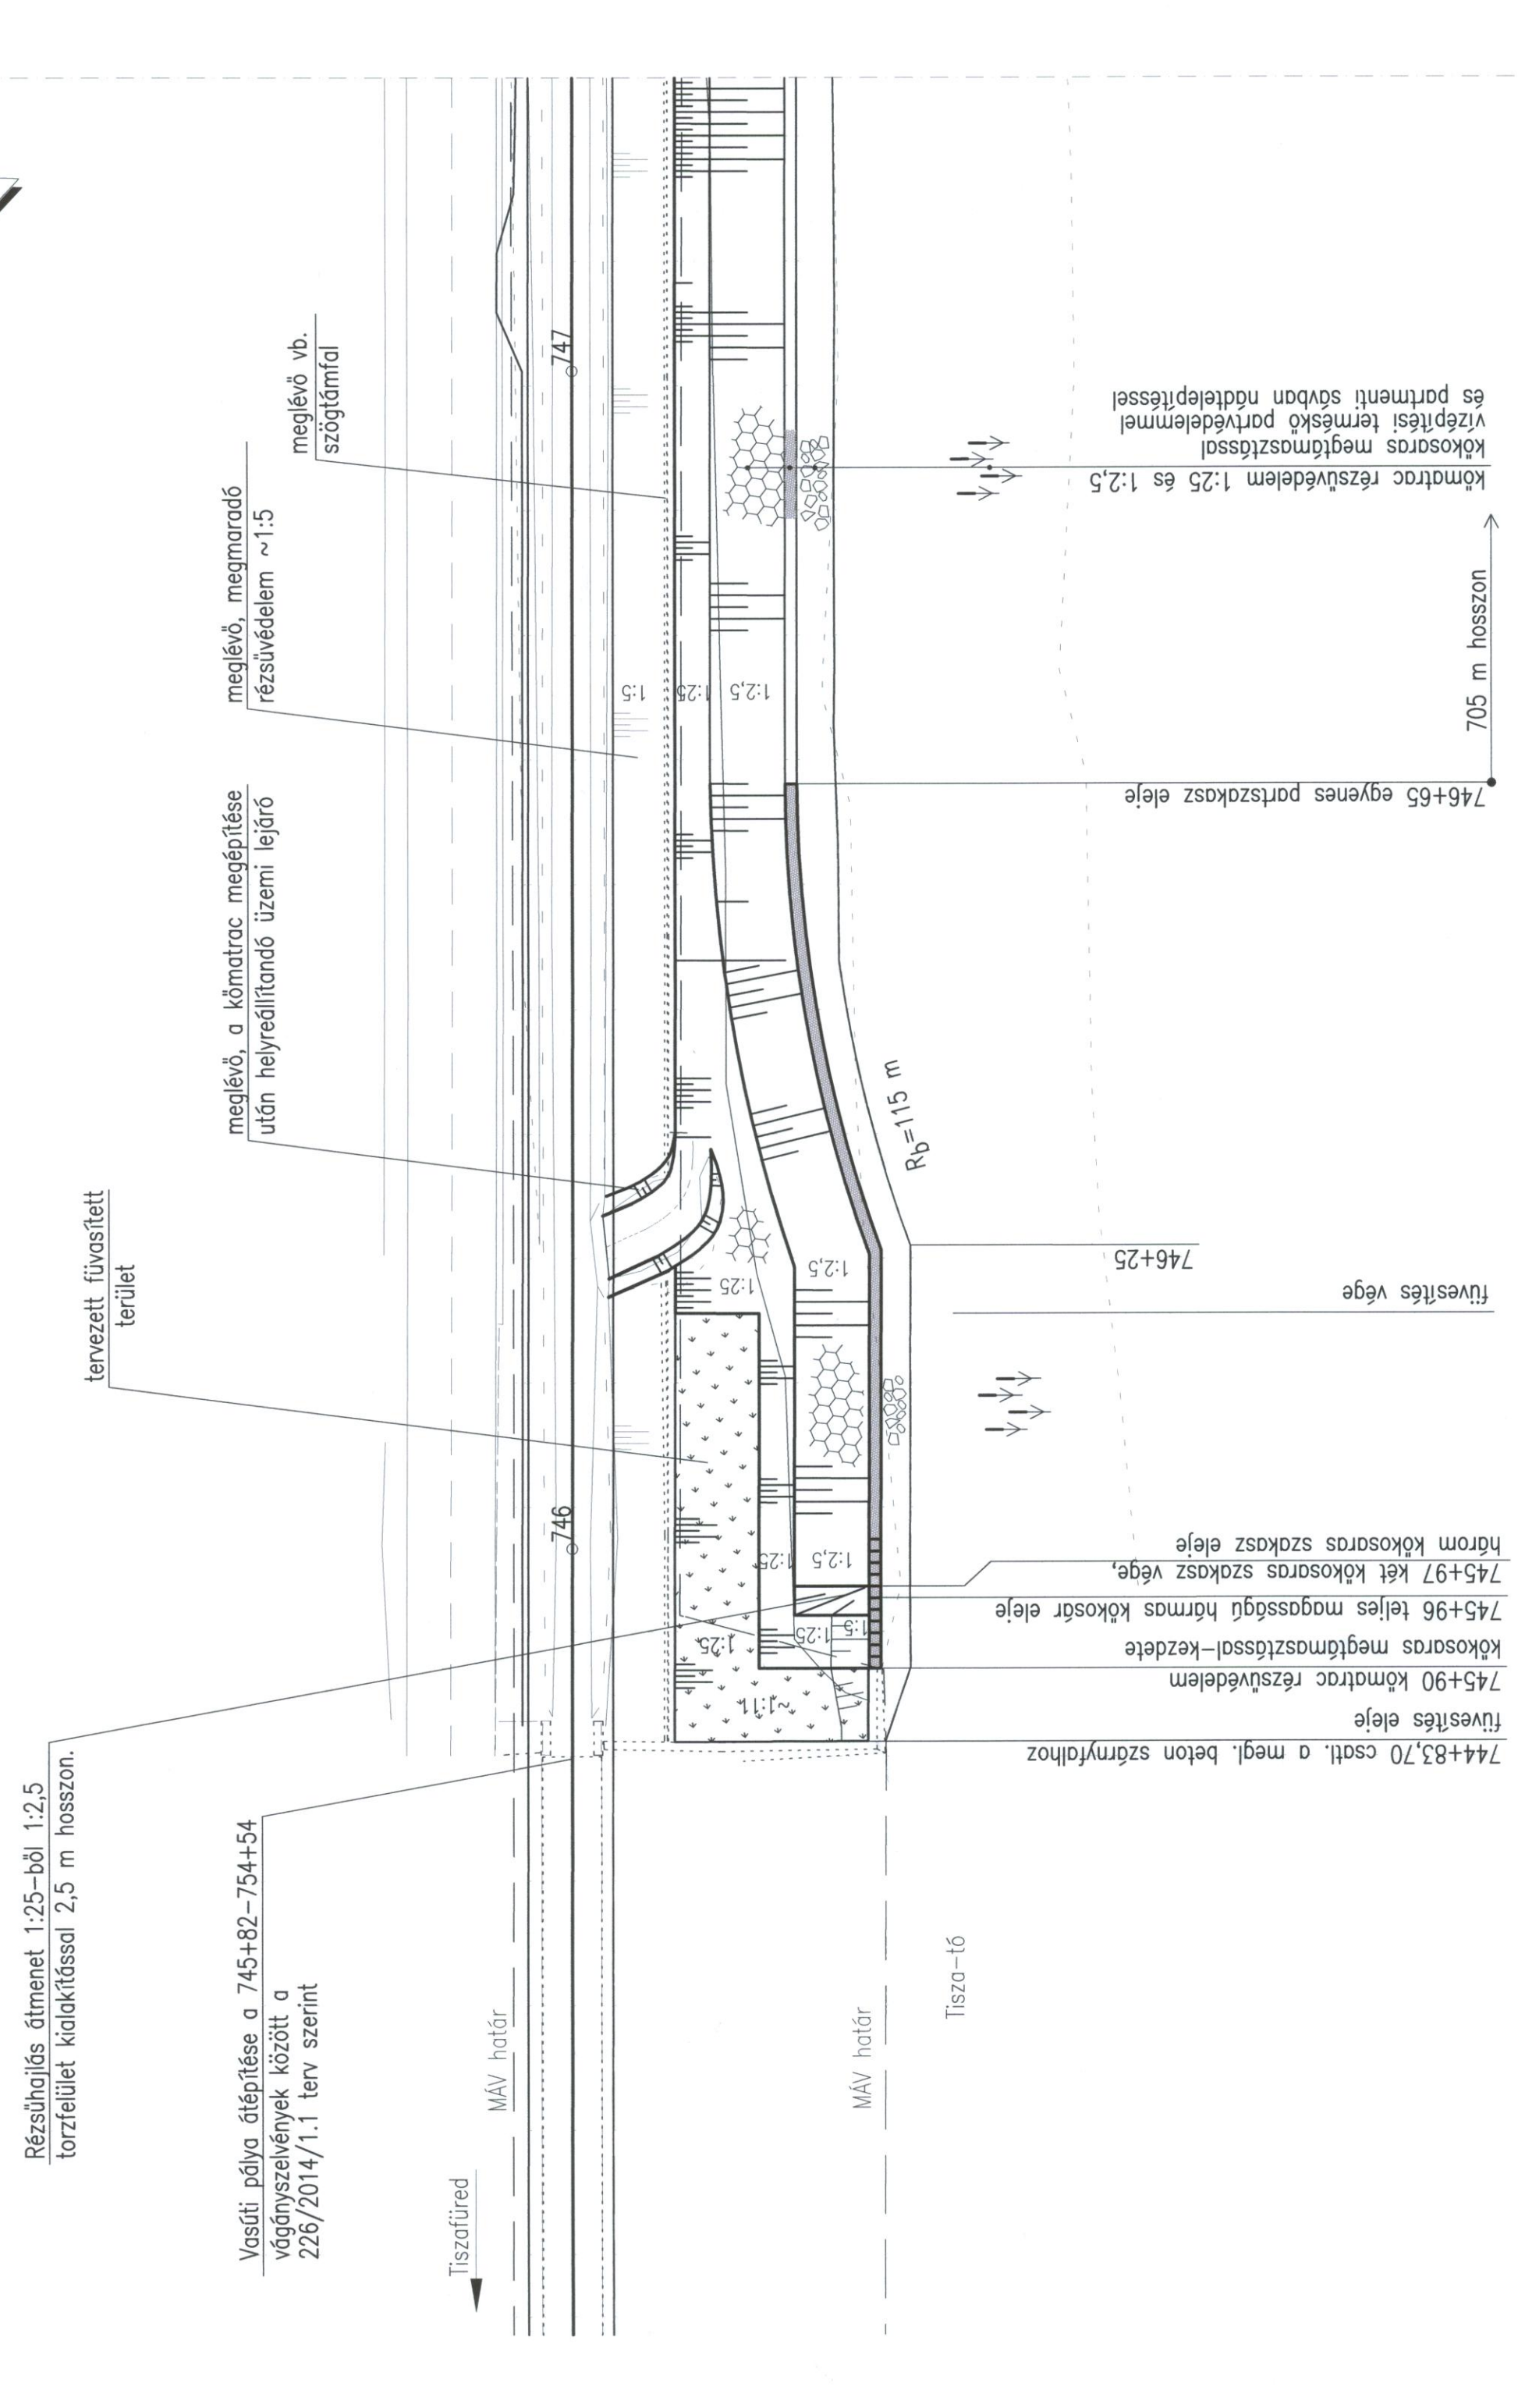 Rézsűhajlás átmenet 1:25-ből 1:2,5
torzfelület kialakítással 2,5 m hosszon.
Vasúti pálya átépítése a 745+82-754+54
vágányszelvények között a
226/2014/1.1 terv szerint
tervezett füvasított
terület
meglévő, a kőmatrac megépítése
után helyreállítandó üzemi lejáró
meglévő, megmaradó
rézsűvédelem ~1:5
meglévő vb.
szögtámfal
Tiszafüred
MÁV határ
MÁV határ
Tisza-tó
746
747
1:5
1:25
1:2,5
1:25
1:2,5
1:25
1:2,5
1:25
1:25
1:5
~1:11
Rb=115 m
744+83,70 csatl. a megl. beton szárnyfalhoz
füvesítés eleje
745+90 kőmatrac rézsűvédelem
kőkosaras megtámasztással-kezdete
745+96 teljes magasságú hármas kőkosár eleje
745+97 két kőkosaras szakasz vége,
három kőkosaras szakasz eleje
füvesítés vége
746+25
746+65 egyenes partszakasz eleje
705 m hosszon
kőmatrac rézsűvédelem 1:25 és 1:2,5
kőkosaras megtámasztással
vízépítési terméskő partvédelemmel
és partmenti sávban nádtelepítéssel